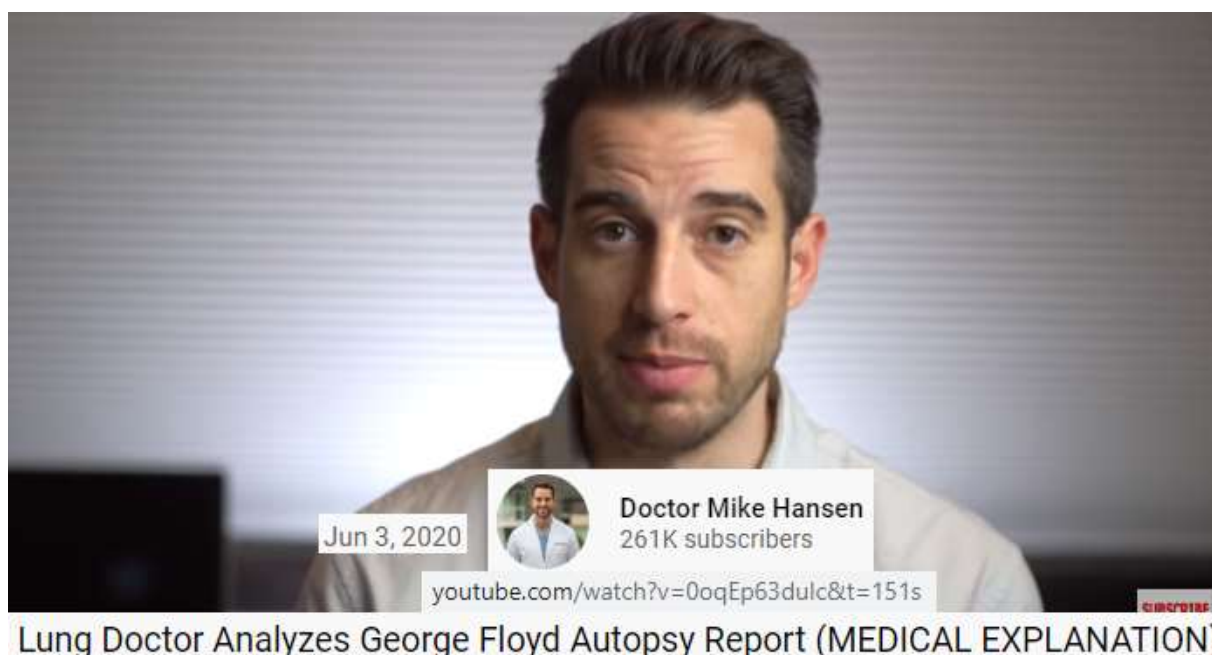 Jun 3, 2020
Doctor Mike Hansen
261K subscribers
youtube.com/watch?v=0oqEp63dulc&t=151s
SUBSCRIBE
Lung Doctor Analyzes George Floyd Autopsy Report (MEDICAL EXPLANATION)